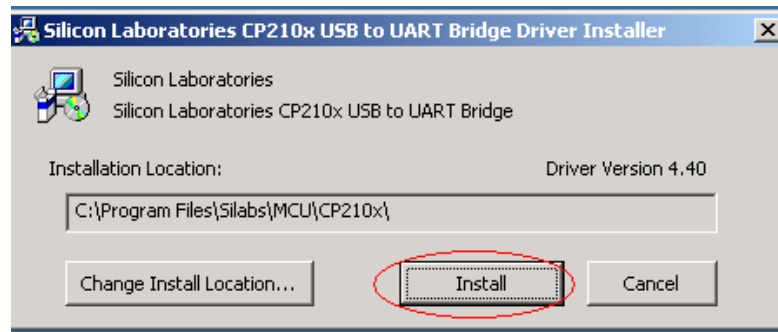 Silicon Laboratories CP210x USB to UART Bridge Driver Installer
Silicon Laboratories
Silicon Laboratories CP210x USB to UART Bridge
Installation Location: Driver Version 4.40
C:\Program Files\Silabs\MCU\CP210x\
Change Install Location... Install Cancel